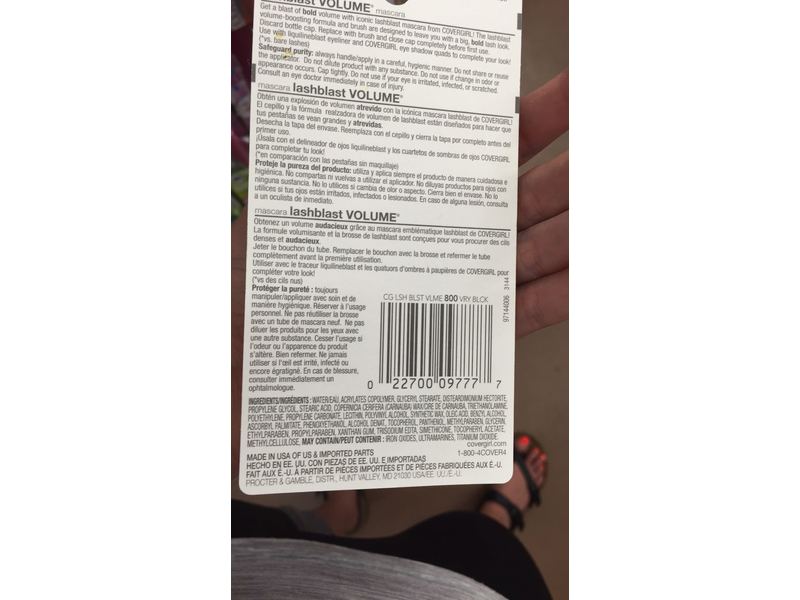 lashblast VOLUME® mascara
Get a blast of bold volume with iconic lashblast mascara from COVERGIRL! The lashblast
volume-boosting formula and brush are designed to leave you with a big, bold lash look.
Discard bottle cap. Replace with brush and close cap completely before first use.
Use with liquilineblast eyeliner and COVERGIRL eye shadow quads to complete your look!
(*vs. bare lashes)
Safeguard purity: always handle/apply in a careful, hygienic manner. Do not share or reuse
the applicator. Do not dilute product with any substance. Do not use if change in odor or
appearance occurs. Cap tightly. Do not use if your eye is irritated, infected, or scratched.
Consult an eye doctor immediately in case of injury.
mascara lashblast VOLUME®
Obtén una explosión de volumen atrevido con la icónica mascara lashblast de COVERGIRL!
El cepillo y la fórmula realzadora de volumen de lashblast están diseñados para hacer que
tus pestañas se vean grandes y atrevidas.
Desecha la tapa del envase. Reemplaza con el cepillo y cierra la tapa por completo antes del
primer uso.
¡Úsala con el delineador de ojos liquilineblast y los cuartetos de sombras de ojos COVERGIRL
para completar tu look!
(*en comparación con las pestañas sin maquillaje)
Proteje la pureza del producto: utiliza y aplica siempre el producto de manera cuidadosa e
higiénica. No compartas ni vuelvas a utilizar el aplicador. No diluyas productos para ojos con
ninguna sustancia. No lo utilices si cambia de olor o aspecto. Cierra bien el envase. No lo
utilices si tus ojos están irritados, infectados o lesionados. En caso de alguna lesión, consulta
a un oculista de inmediato.
mascara lashblast VOLUME®
Obtenez un volume audacieux grâce au mascara emblématique lashblast de COVERGIRL!
La formule volumisante et la brosse de lashblast sont conçues pour vous procurer des cils
denses et audacieux.
Jeter le bouchon du tube. Remplacer le bouchon avec la brosse et refermer le tube
complètement avant la première utilisation.
Utiliser avec le traceur liquilineblast et les quatuors d'ombres à paupières de COVERGIRL pour
compléter votre look!
(*vs des cils nus)
Protéger la pureté : toujours
manipuler/appliquer avec soin et de
manière hygiénique. Réserver à l'usage
personnel. Ne pas réutiliser la brosse
avec un tube de mascara neuf. Ne pas
diluer les produits pour les yeux avec
une autre substance. Cesser l'usage si
l'odeur ou l'apparence du produit
s'altère. Bien refermer. Ne jamais
utiliser si l'œil est irrité, infecté ou
encore égratigné. En cas de blessure,
consulter immédiatement un
ophtalmologue.
CG LSH BLST VLME 800 VRY BLCK
97144006 3144
0 22700 09777 7
INGREDIENTS/INGRÉDIENTS : WATER/EAU, ACRYLATES COPOLYMER, GLYCERYL STEARATE, DISTEARDIMONIUM HECTORITE,
PROPYLENE GLYCOL, STEARIC ACID, COPERNICIA CERIFERA (CARNAUBA) WAX/CIRE DE CARNAUBA, TRIETHANOLAMINE,
POLYETHYLENE, PROPYLENE CARBONATE, LECITHIN, POLYVINYL ALCOHOL, SYNTHETIC WAX, OLEIC ACID, BENZYL ALCOHOL,
ASCORBYL PALMITATE, PHENOXYETHANOL, ALCOHOL DENAT., TOCOPHEROL, PANTHENOL, METHYLPARABEN, GLYCERIN,
ETHYLPARABEN, PROPYLPARABEN, XANTHAN GUM, TRISODIUM EDTA, SIMETHICONE, TOCOPHERYL ACETATE,
METHYLCELLULOSE, MAY CONTAIN/PEUT CONTENIR : IRON OXIDES, ULTRAMARINES, TITANIUM DIOXIDE.
covergirl.com
1-800-4COVER4
MADE IN USA OF US & IMPORTED PARTS
HECHO EN EE. UU. CON PIEZAS DE EE. UU. E IMPORTADAS
FAIT AUX É.-U. À PARTIR DE PIÈCES IMPORTÉES ET DE PIÈCES FABRIQUÉES AUX É.-U.
PROCTER & GAMBLE, DISTR., HUNT VALLEY, MD 21030 USA/EE. UU./É.-U.